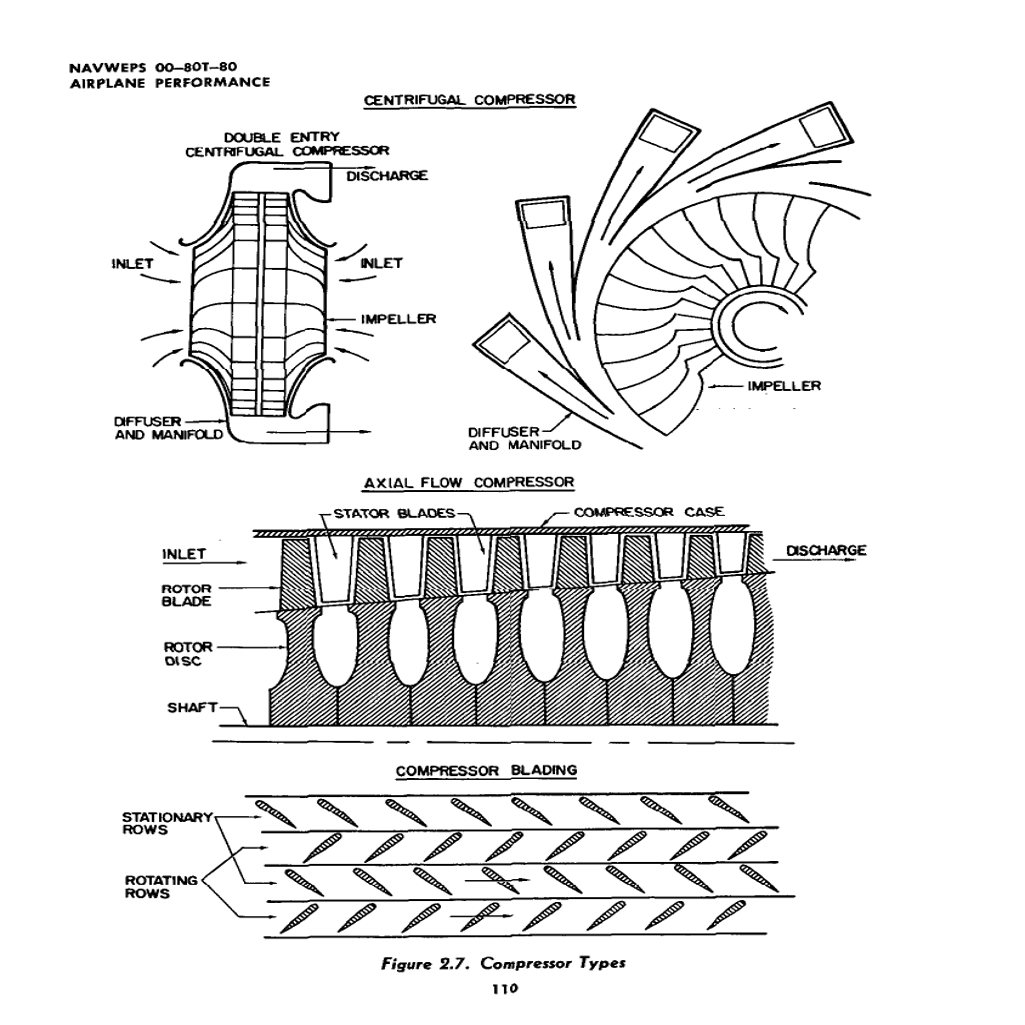 NAVWEPS 00–80T–80
AIRPLANE PERFORMANCE
CENTRIFUGAL COMPRESSOR
DOUBLE ENTRY
CENTRIFUGAL COMPRESSOR
DISCHARGE
INLET
INLET
IMPELLER
DIFFUSER
AND MANIFOLD
IMPELLER
DIFFUSER
AND MANIFOLD
AXIAL FLOW COMPRESSOR
STATOR BLADES
COMPRESSOR CASE
INLET
DISCHARGE
ROTOR
BLADE
ROTOR
DISC
SHAFT
COMPRESSOR BLADING
STATIONARY
ROWS
ROTATING
ROWS
Figure 2.7. Compressor Types
110